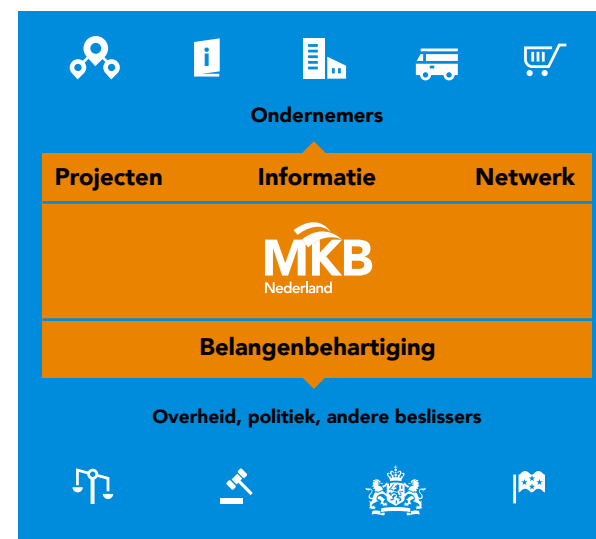 i
Ondernemers
Projecten Informatie Netwerk
MKB
Nederland
Belangenbehartiging
Overheid, politiek, andere beslissers